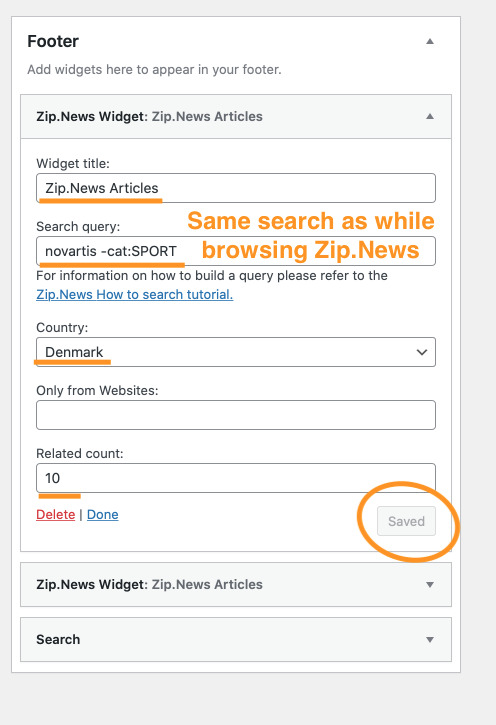 Footer
Add widgets here to appear in your footer.
Zip.News Widget: Zip.News Articles
Widget title:
Zip.News Articles
Search query:
Same search as while
browsing Zip.News
novartis -cat:SPORT
For information on how to build a query please refer to the
Zip.News How to search tutorial.
Country:
Denmark
Only from Websites:
Related count:
10
Delete | Done
Saved
Zip.News Widget: Zip.News Articles
Search